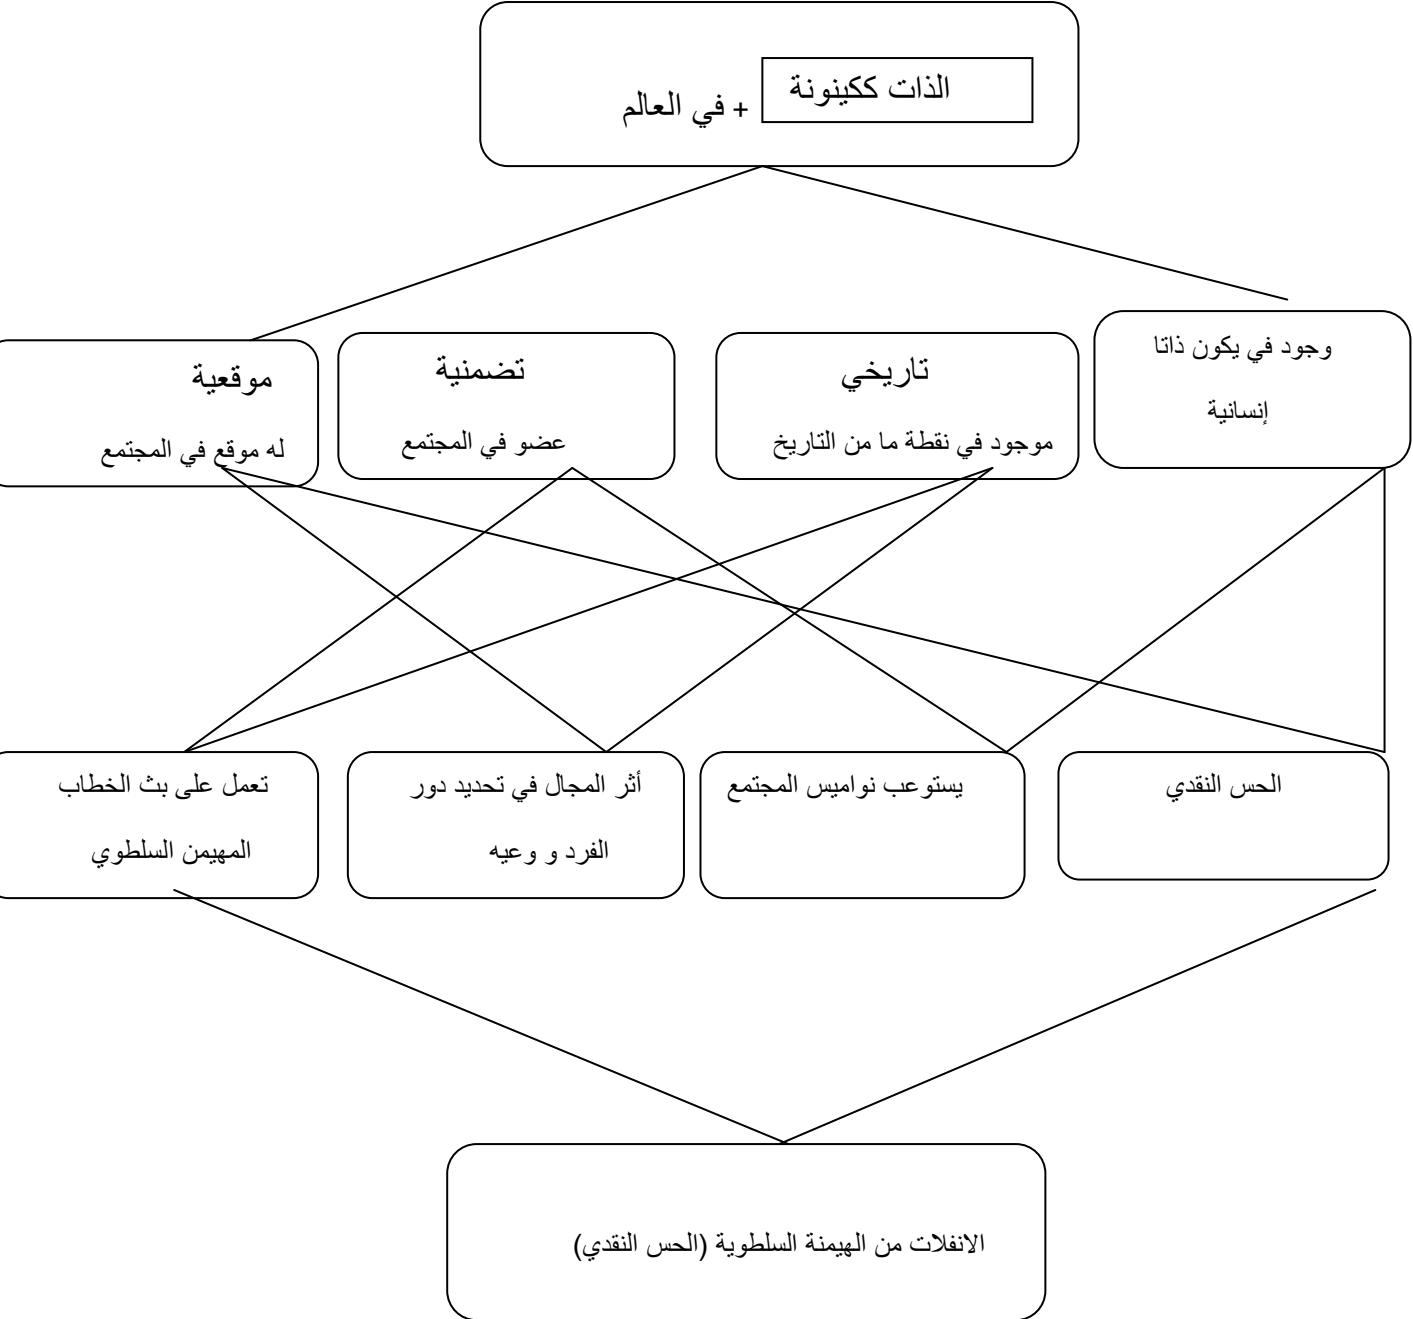 الذات ككينونة
+ في العالم
وجود في يكون ذاتا
إنسانية
تاريخي
موجود في نقطة ما من التاريخ
تضمنية
عضو في المجتمع
موقعية
له موقع في المجتمع
الحس النقدي
يستوعب نواميس المجتمع
أثر المجال في تحديد دور
الفرد و وعيه
تعمل على بث الخطاب
المهيمن السلطوي
الانفلات من الهيمنة السلطوية (الحس النقدي)